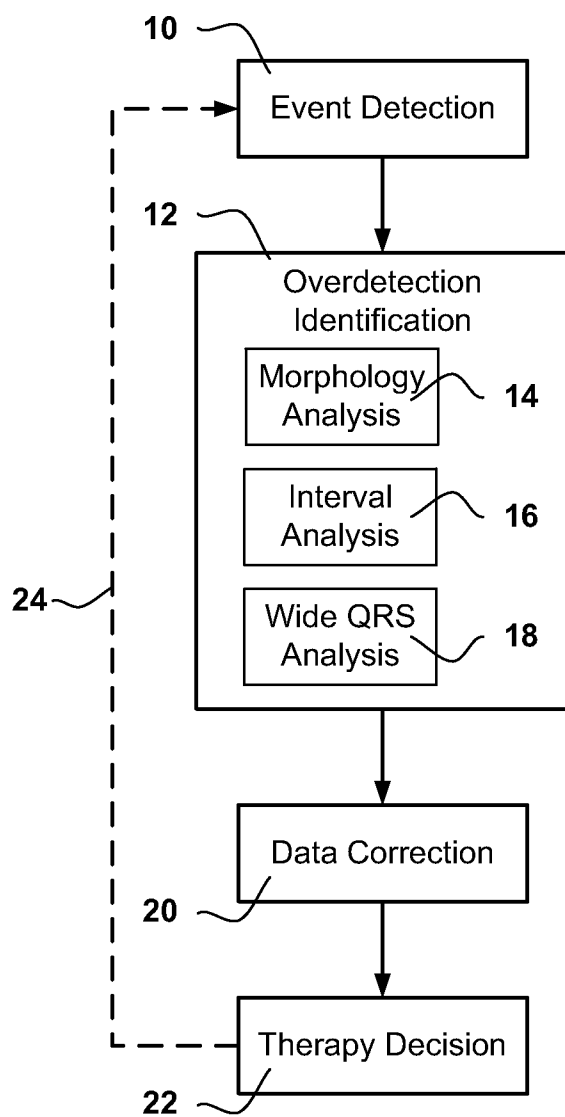 10
Event Detection
12
Overdetection
Identification
Morphology
Analysis
14
Interval
Analysis
16
24
Wide QRS
Analysis
18
Data Correction
20
Therapy Decision
22